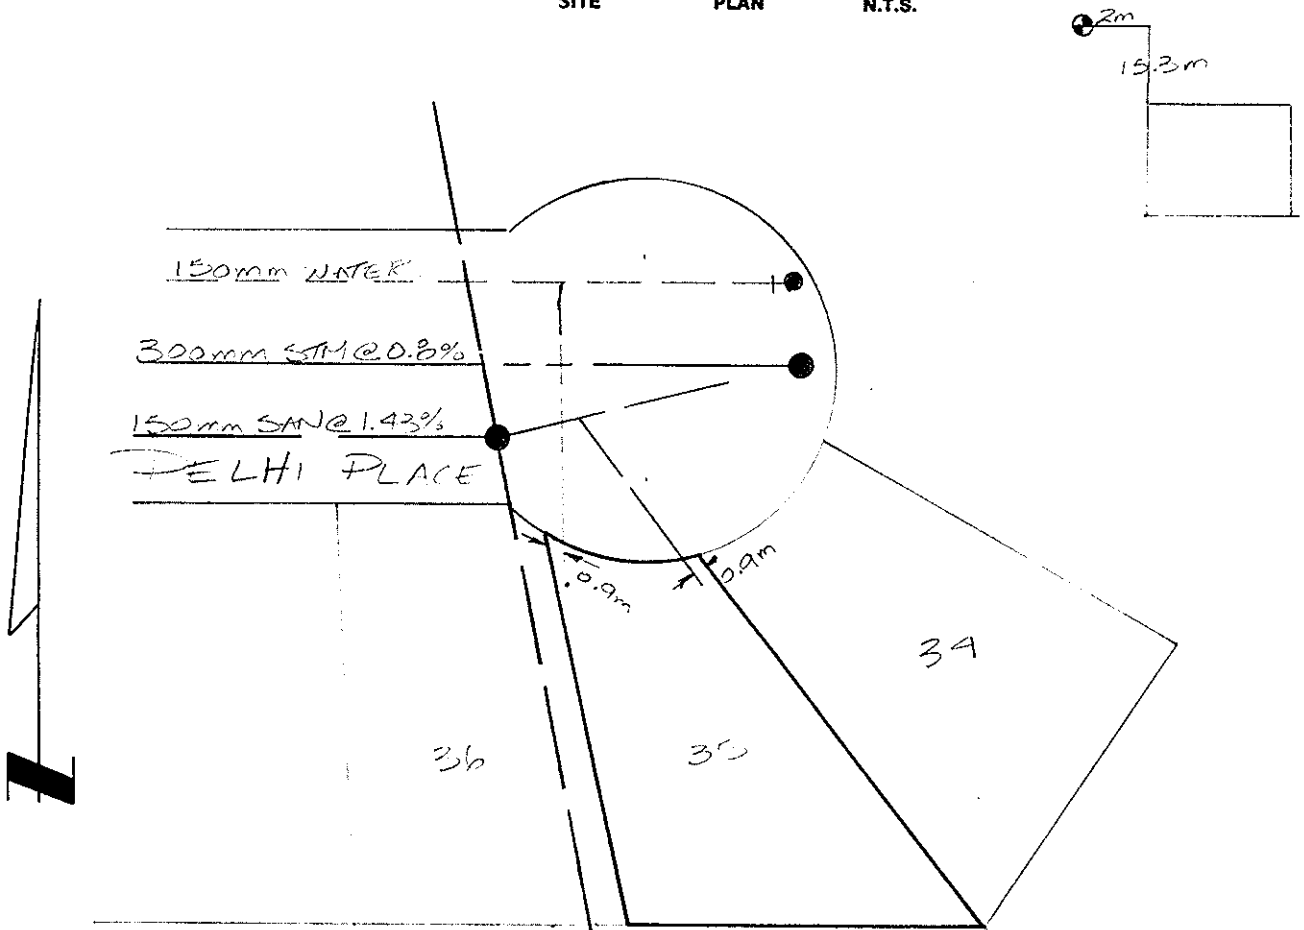 SITE PLAN N.T.S.
2m
15.3m
150mm WATER
300mm STM @ 0.8%
150mm SAN @ 1.43%
DELHI PLACE
0.9m
0.9m
34
36
35
N